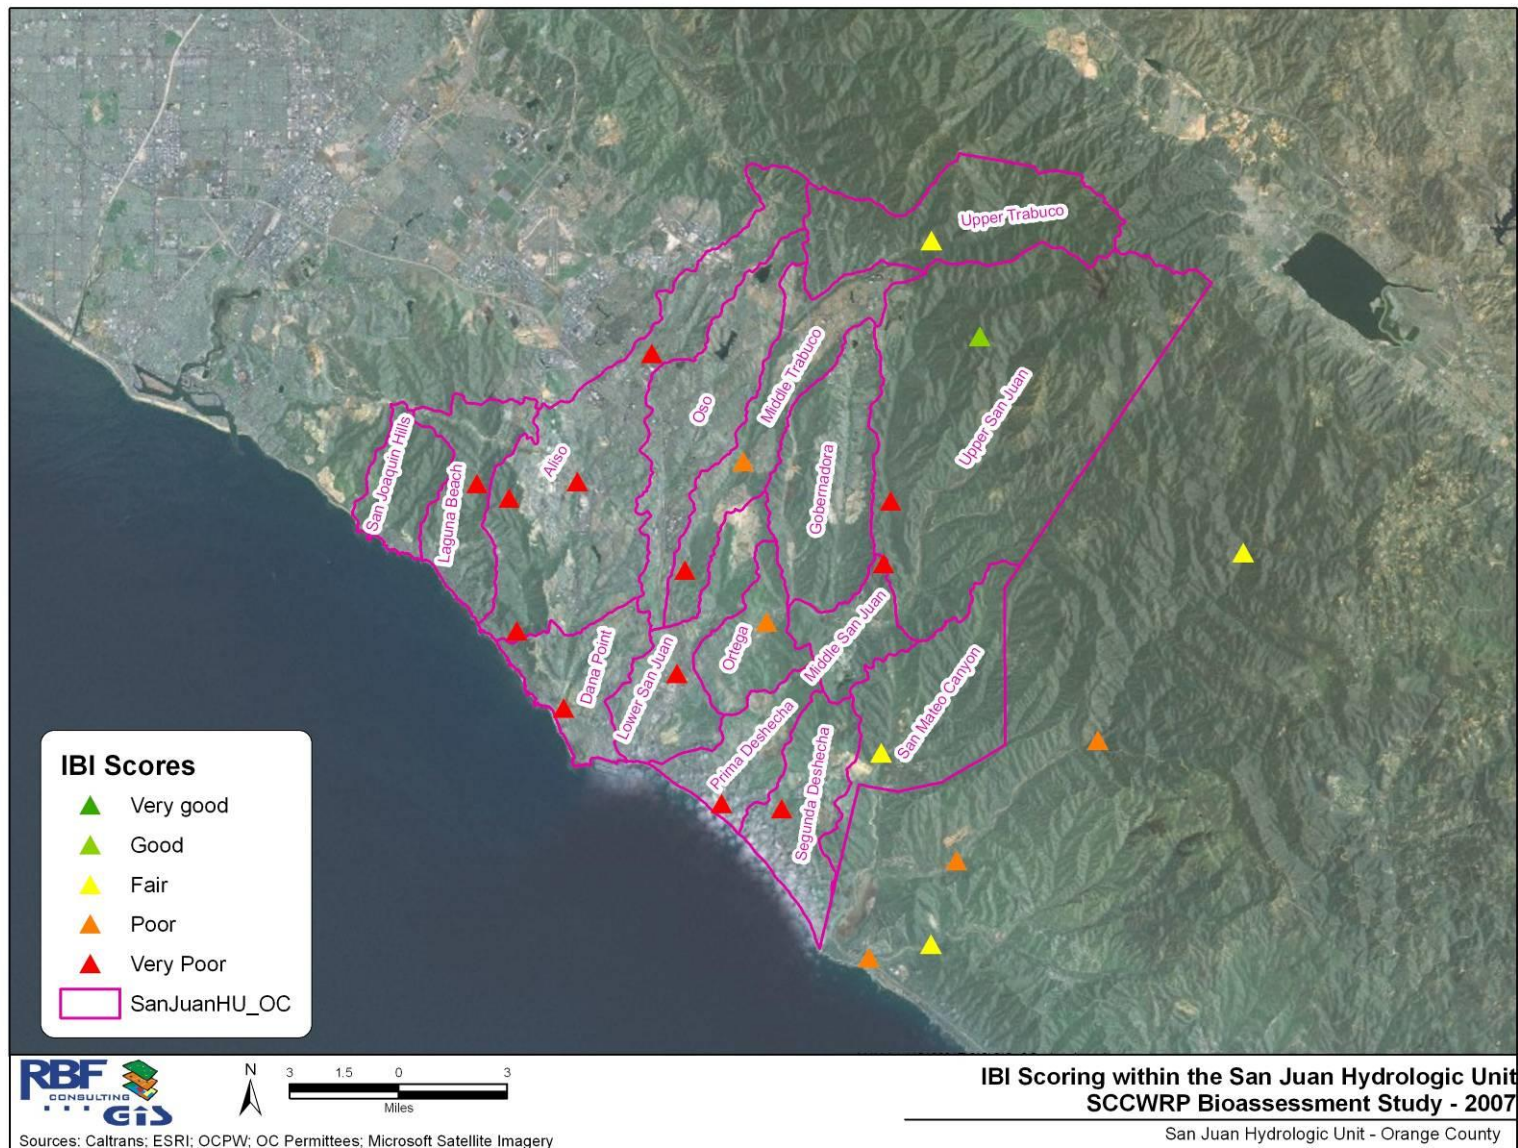 Upper Trabuco
Middle Trabuco
Oso
Upper San Juan
San Joaquin Hills
Laguna Beach
Aliso
Gobernadora
Middle San Juan
Ortega
Dana Point
Lower San Juan
San Mateo Canyon
Prima Deshecha
Segunda Deshecha
IBI Scores
Very good
Good
Fair
Poor
Very Poor
SanJuanHU_OC
RBF
CONSULTING
GIS
N
3 1.5 0 3
Miles
Sources: Caltrans; ESRI; OCPW; OC Permittees; Microsoft Satellite Imagery
IBI Scoring within the San Juan Hydrologic Unit
SCCWRP Bioassessment Study - 2007
San Juan Hydrologic Unit - Orange County